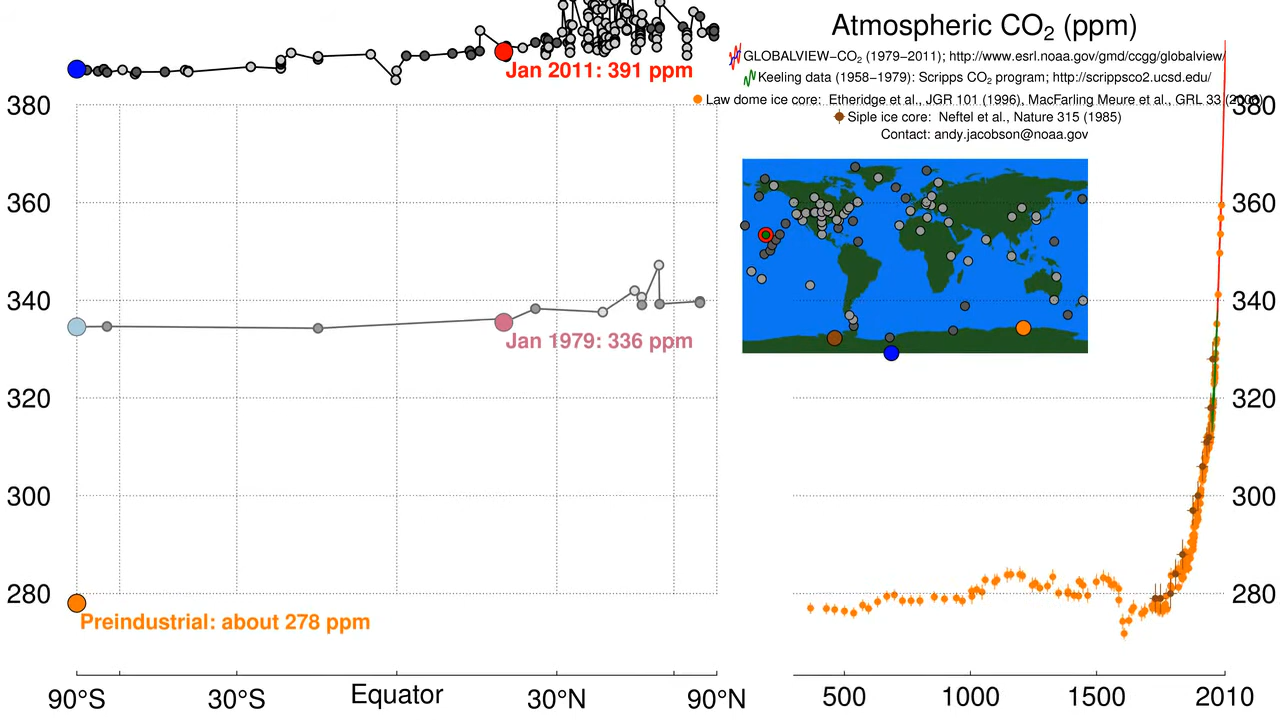 Atmospheric CO₂ (ppm)
GLOBALVIEW−CO₂ (1979−2011); http://www.esrl.noaa.gov/gmd/ccgg/globalview/
Keeling data (1958−1979): Scripps CO₂ program; http://scrippsco2.ucsd.edu/
Law dome ice core: Etheridge et al., JGR 101 (1996), MacFarling Meure et al., GRL 33
Siple ice core: Neftel et al., Nature 315 (1985)
Contact: andy.jacobson@noaa.gov
Jan 2011: 391 ppm
380
380
360
360
340
340
Jan 1979: 336 ppm
320
320
300
300
280
280
Preindustrial: about 278 ppm
90°S 30°S Equator 30°N 90°N
500 1000 1500 2010